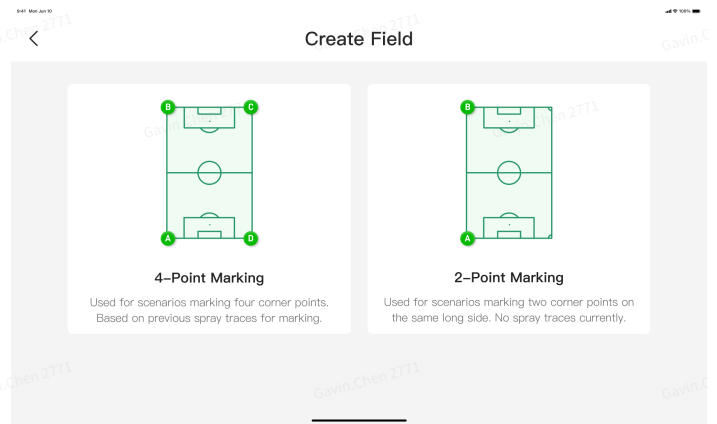 9:41 Mon Jun 10
100%
Create Field
B
C
A
D
B
A
4-Point Marking
Used for scenarios marking four corner points.
Based on previous spray traces for marking.
2-Point Marking
Used for scenarios marking two corner points on
the same long side. No spray traces currently.
Gavin.Chen 2771